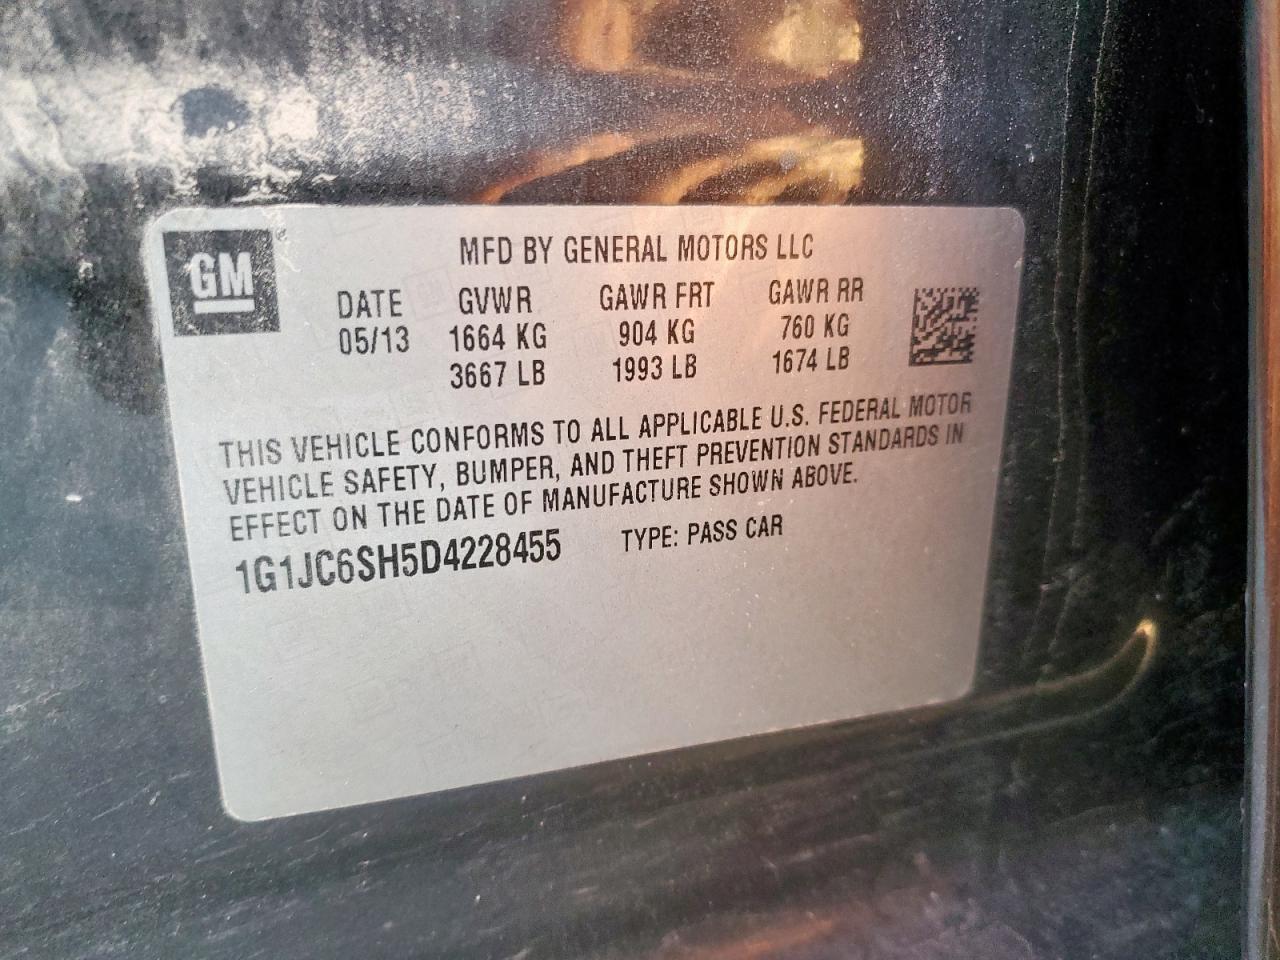 GM
MFD BY GENERAL MOTORS LLC
DATE GVWR GAWR FRT GAWR RR
05/13 1664 KG 904 KG 760 KG
3667 LB 1993 LB 1674 LB
THIS VEHICLE CONFORMS TO ALL APPLICABLE U.S. FEDERAL MOTOR
VEHICLE SAFETY, BUMPER, AND THEFT PREVENTION STANDARDS IN
EFFECT ON THE DATE OF MANUFACTURE SHOWN ABOVE.
1G1JC6SH5D4228455 TYPE: PASS CAR